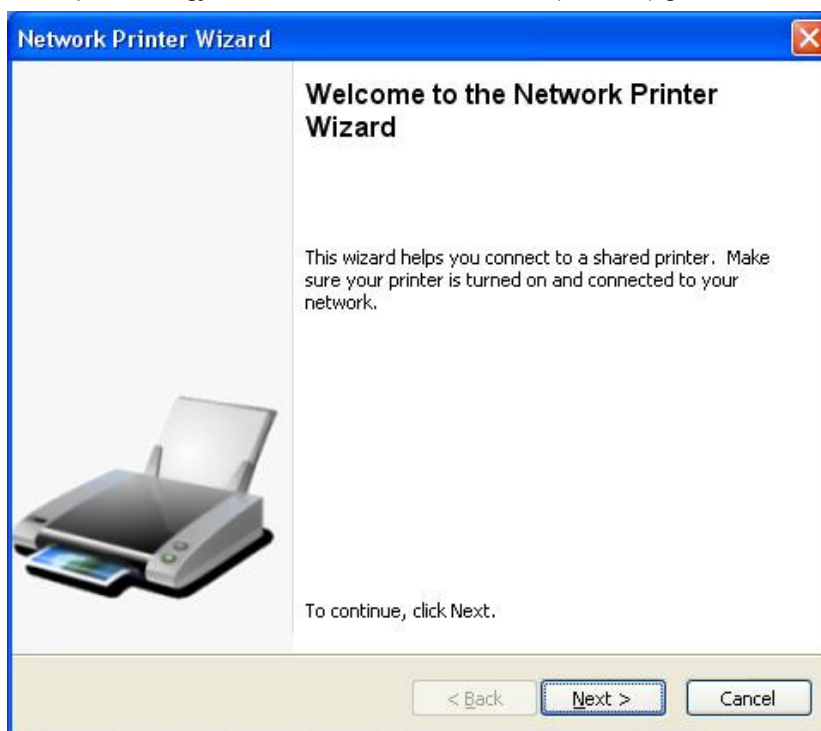 Network Printer Wizard
Welcome to the Network Printer
Wizard
This wizard helps you connect to a shared printer.  Make
sure your printer is turned on and connected to your
network.
To continue, click Next.
< Back
Next >
Cancel